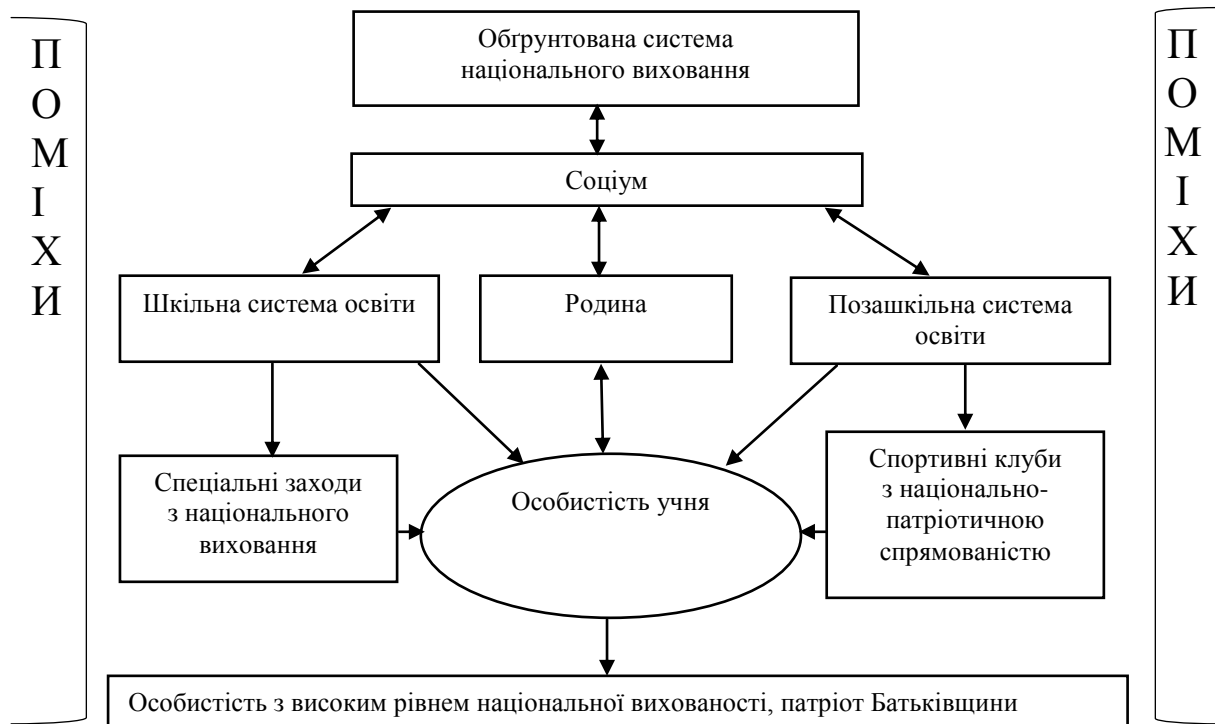 П
О
М
І
Х
И
Обґрунтована система
національного виховання
Соціум
Шкільна система освіти
Родина
Позашкільна система
освіти
Спеціальні заходи
з національного
виховання
Особистість учня
Спортивні клуби
з національно-
патріотичною
спрямованістю
Особистість з високим рівнем національної вихованості, патріот Батьківщини
П
О
М
І
Х
И